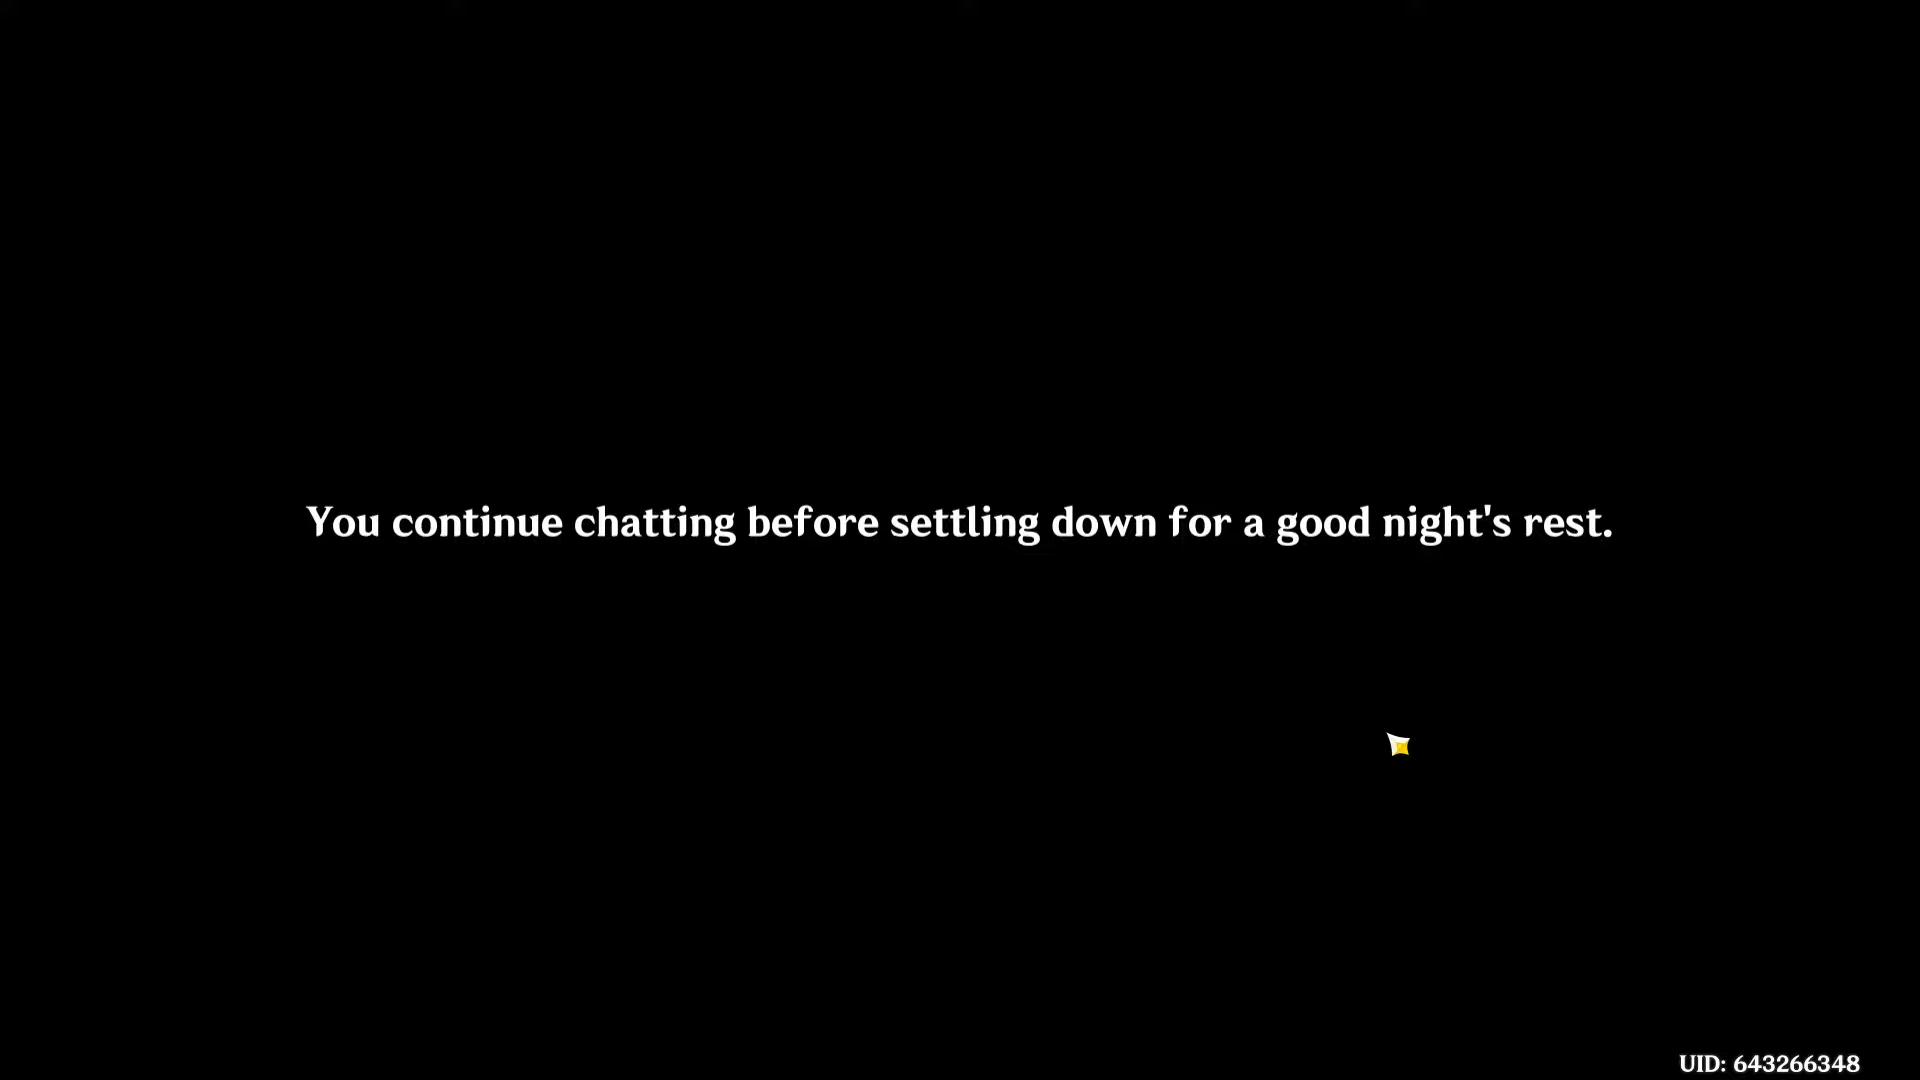 You continue chatting before settling down for a good night's rest.
UID: 643266348